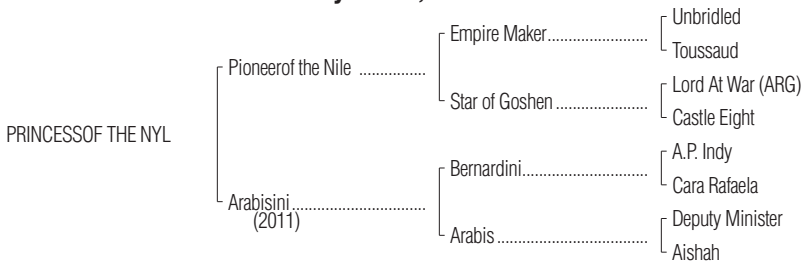 Unbridled
Empire Maker
Toussaud
Pioneerof the Nile
Lord At War (ARG)
Star of Goshen
Castle Eight
PRINCESSOF THE NYL
A.P. Indy
Bernardini
Cara Rafaela
Arabisini
(2011)
Deputy Minister
Arabis
Aishah